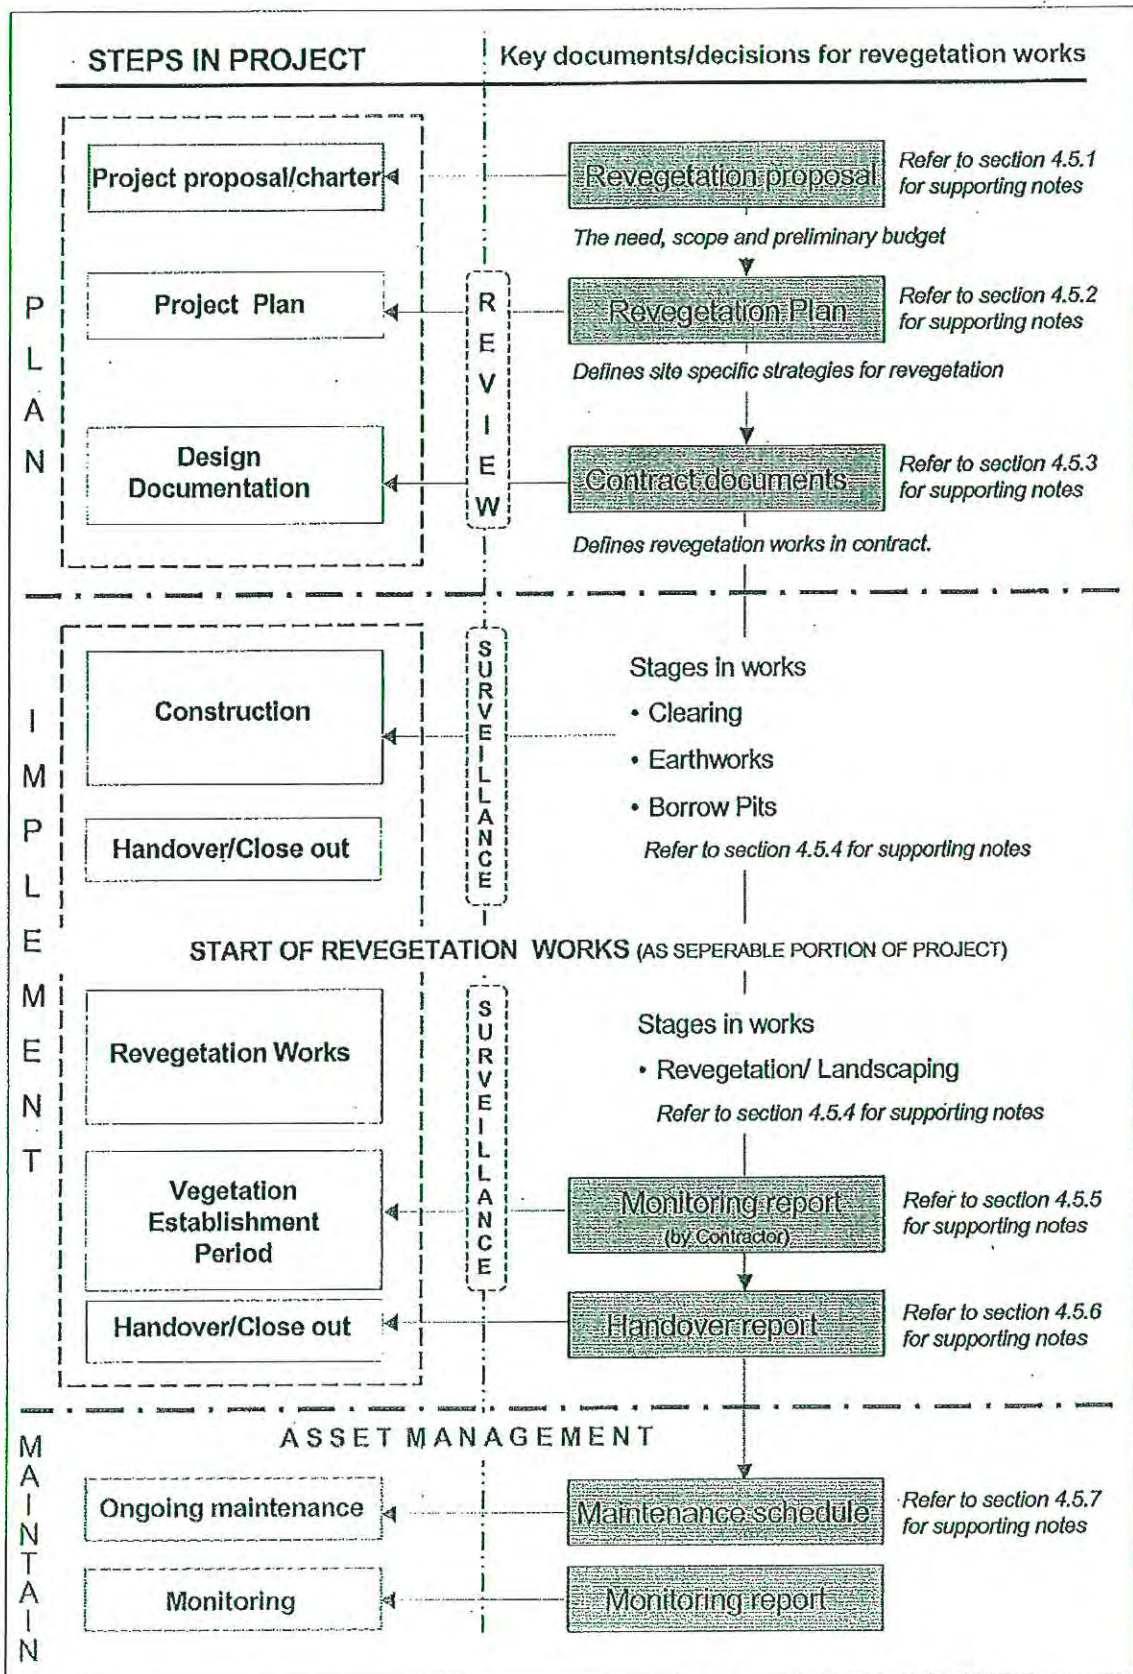 STEPS IN PROJECT
Key documents/decisions for revegetation works
PLAN
Project proposal/charter
Revegetation proposal
Refer to section 4.5.1
for supporting notes
The need, scope and preliminary budget
REVIEW
Project Plan
Revegetation Plan
Refer to section 4.5.2
for supporting notes
Defines site specific strategies for revegetation
Design
Documentation
Contract documents
Refer to section 4.5.3
for supporting notes
Defines revegetation works in contract.
IMPLEMENT
Construction
SURVEILLANCE
Stages in works
• Clearing
• Earthworks
• Borrow Pits
Refer to section 4.5.4 for supporting notes
Handover/Close out
START OF REVEGETATION WORKS (AS SEPERABLE PORTION OF PROJECT)
Revegetation Works
SURVEILLANCE
Stages in works
• Revegetation/ Landscaping
Refer to section 4.5.4 for supporting notes
Vegetation
Establishment
Period
Monitoring report
(by Contractor)
Refer to section 4.5.5
for supporting notes
Handover/Close out
Handover report
Refer to section 4.5.6
for supporting notes
MAINTAIN
ASSET MANAGEMENT
Ongoing maintenance
Maintenance schedule
Refer to section 4.5.7
for supporting notes
Monitoring
Monitoring report